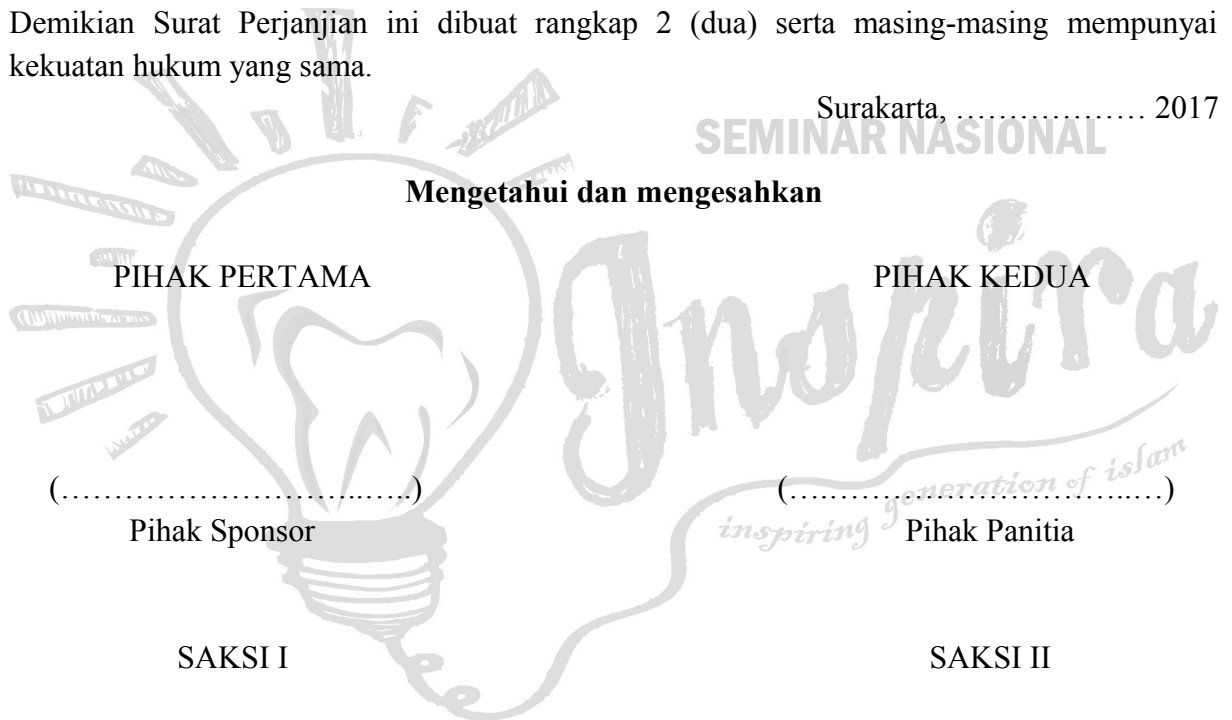 Demikian Surat Perjanjian ini dibuat rangkap 2 (dua) serta masing-masing mempunyai
kekuatan hukum yang sama.
Surakarta, ……………… 2017
SEMINAR NASIONAL
Mengetahui dan mengesahkan
PIHAK PERTAMA PIHAK KEDUA
Inspira
inspiring generation of islam
(………………………..…..) (….………………………..…)
Pihak Sponsor Pihak Panitia
SAKSI I SAKSI II